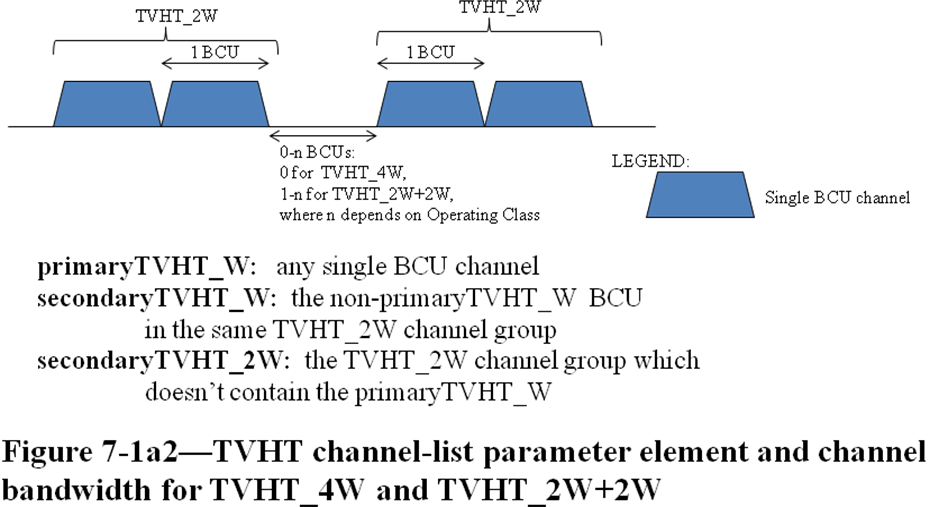 TVHT_2W
TVHT_2W
1 BCU
1 BCU
0-n BCUs:
0 for TVHT_4W,
1-n for TVHT_2W+2W,
where n depends on Operating Class
LEGEND:
Single BCU channel
primaryTVHT_W: any single BCU channel
secondaryTVHT_W: the non-primaryTVHT_W BCU
in the same TVHT_2W channel group
secondaryTVHT_2W: the TVHT_2W channel group which
doesn't contain the primaryTVHT_W
Figure 7-1a2—TVHT channel-list parameter element and channel
bandwidth for TVHT_4W and TVHT_2W+2W